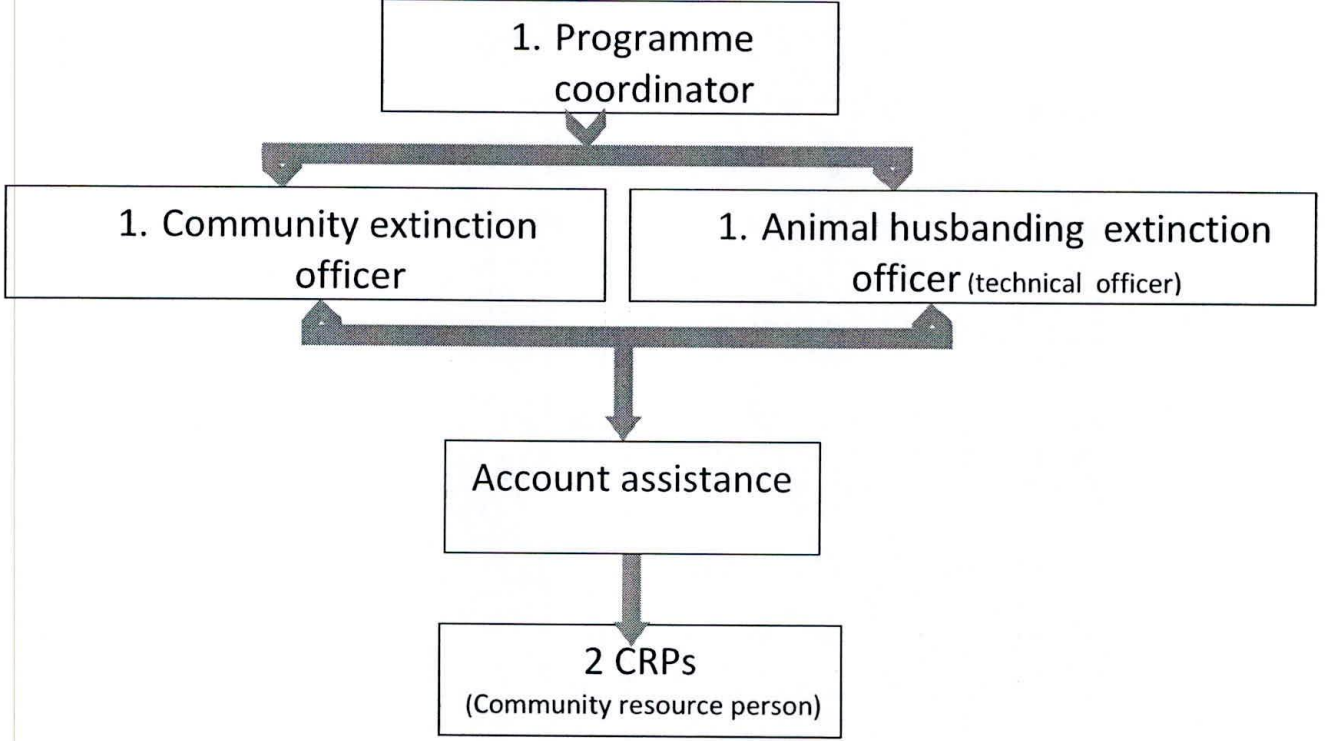 1. Programme
coordinator
1. Community extinction
officer
1. Animal husbanding extinction
officer (technical officer)
Account assistance
2 CRPs
(Community resource person)